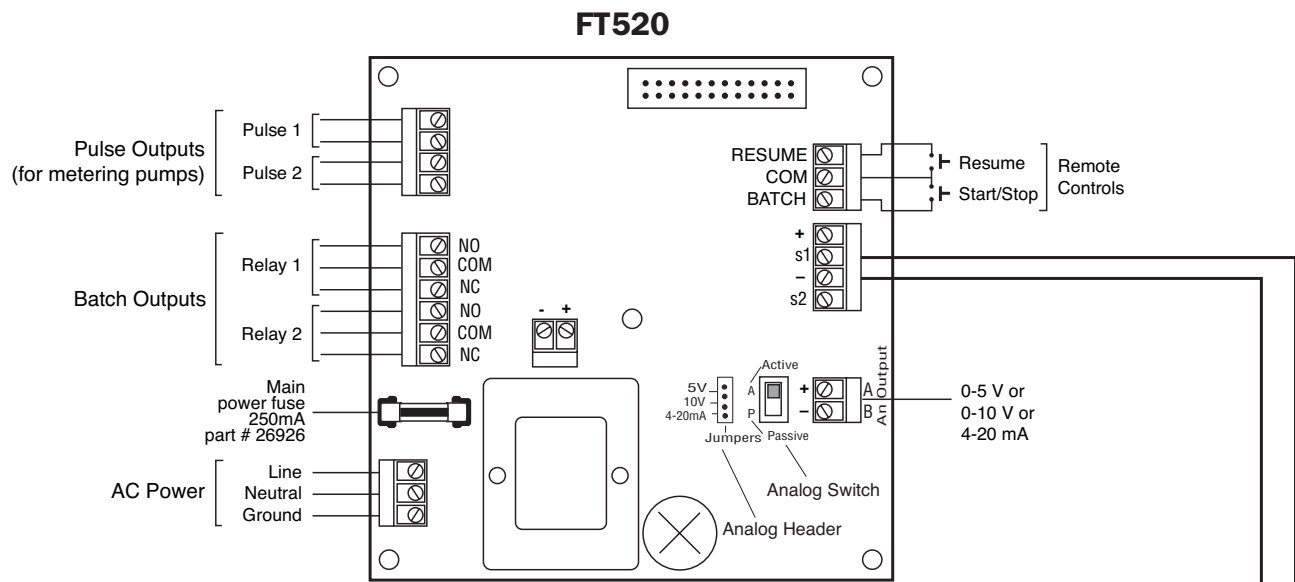 FT520
Pulse Outputs
(for metering pumps)
Pulse 1
Pulse 2
Batch Outputs
Relay 1
Relay 2
NO
COM
NC
NO
COM
NC
Main
power fuse
250mA
part # 26926
AC Power
Line
Neutral
Ground
- +
RESUME
COM
BATCH
Resume
Start/Stop
Remote
Controls
+
s1
–
s2
5V
10V
4-20mA
Jumpers
Active
A
P
Passive
+
–
A
B
An Output
0-5 V or
0-10 V or
4-20 mA
Analog Switch
Analog Header